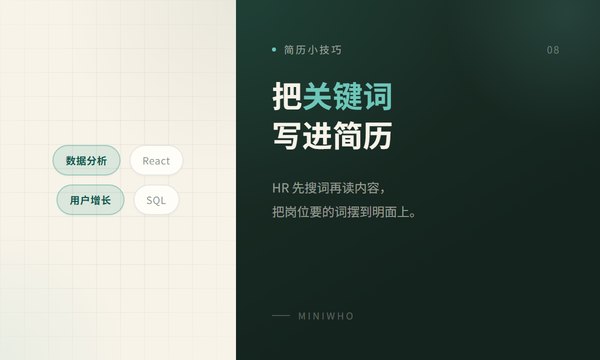 数据分析
React
用户增长
SQL
简历小技巧
08
把关键词
写进简历
HR 先搜词再读内容，
把岗位要的词摆到明面上。
MINIWHO